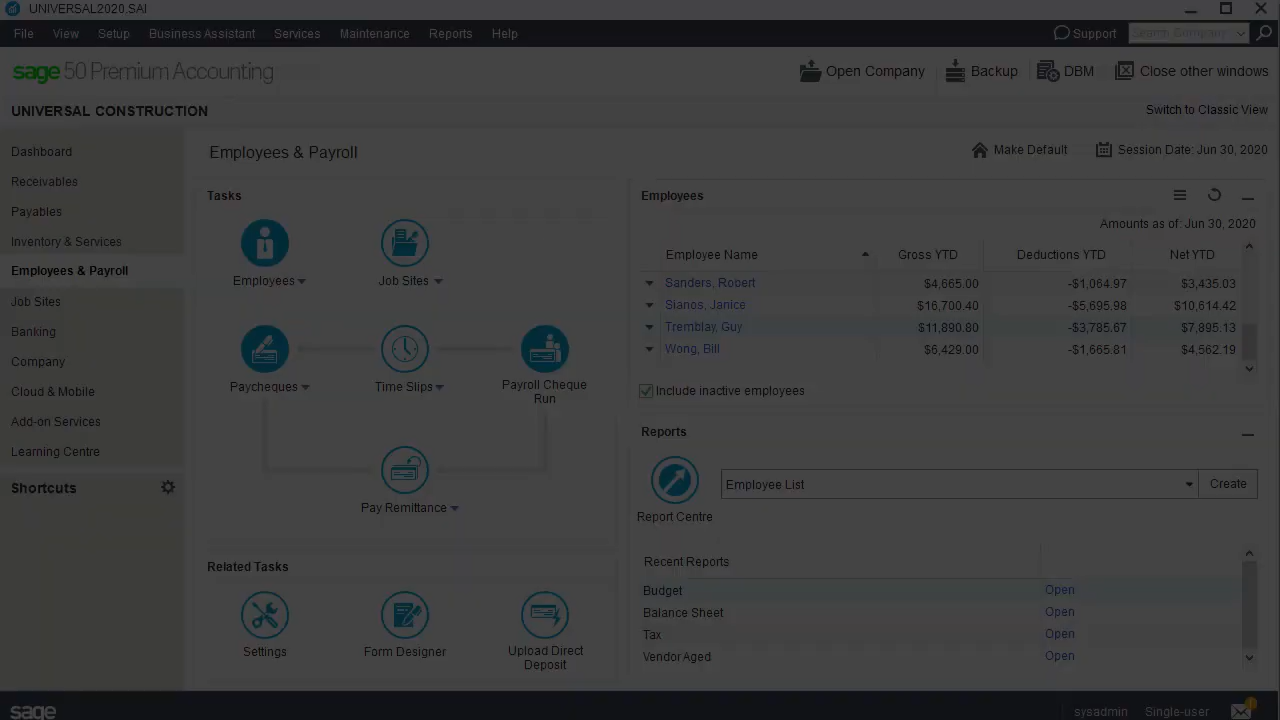 UNIVERSAL2020.SAI
File View Setup Business Assistant Services Maintenance Reports Help
Support Search Company
sage 50 Premium Accounting
Open Company Backup DBM Close other windows
UNIVERSAL CONSTRUCTION
Switch to Classic View
Dashboard
Receivables
Payables
Inventory & Services
Employees & Payroll
Job Sites
Banking
Company
Cloud & Mobile
Add-on Services
Learning Centre
Shortcuts
Employees & Payroll
Make Default Session Date: Jun 30, 2020
Tasks
Employees
Job Sites
Paycheques
Time Slips
Payroll Cheque
Run
Pay Remittance
Related Tasks
Settings
Form Designer
Upload Direct
Deposit
Employees
Amounts as of: Jun 30, 2020
Employee Name Gross YTD Deductions YTD Net YTD
Sanders, Robert $4,665.00 -$1,064.97 $3,435.03
Sianos, Janice $16,700.40 -$5,695.98 $10,614.42
Tremblay, Guy $11,890.80 -$3,785.67 $7,895.13
Wong, Bill $6,429.00 -$1,665.81 $4,562.19
Include inactive employees
Reports
Report Centre
Employee List Create
Recent Reports
Budget Open
Balance Sheet Open
Tax Open
Vendor Aged Open
sage
sysadmin Single-user